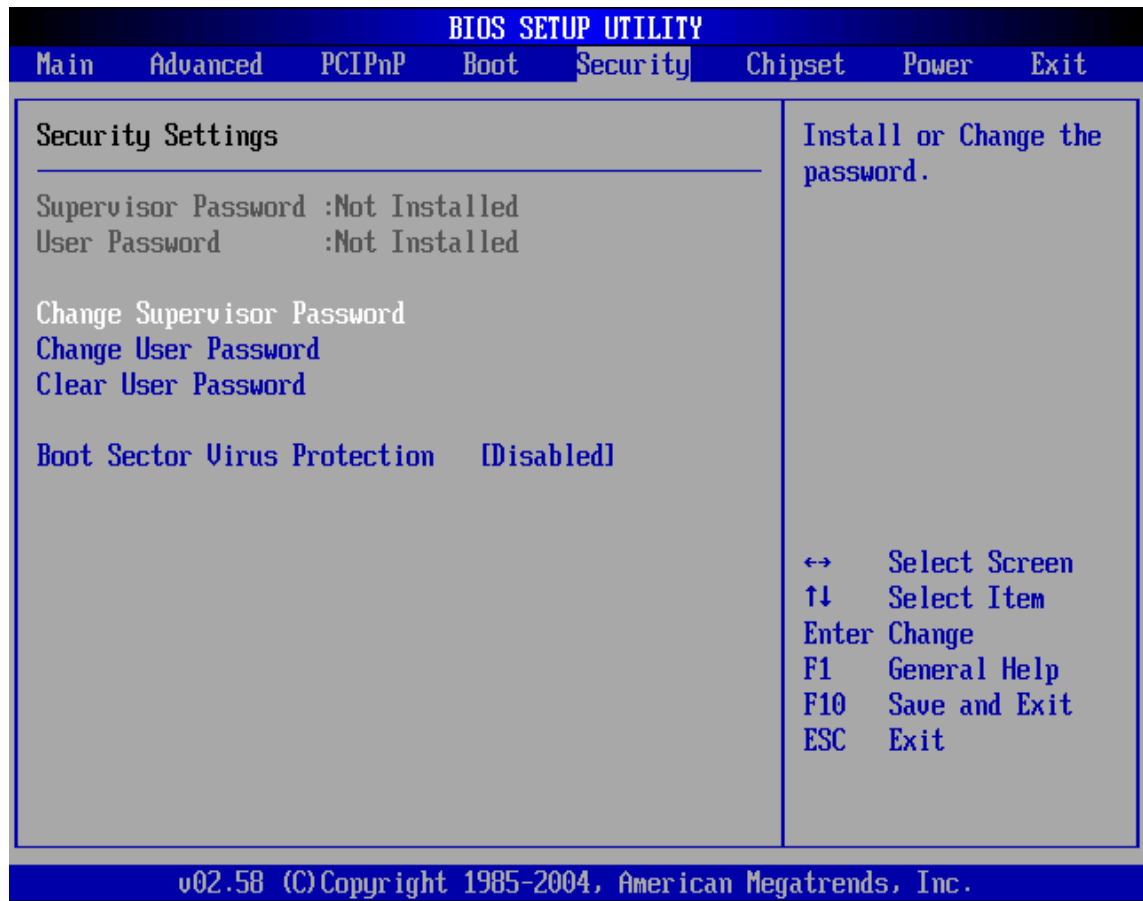 BIOS SETUP UTILITY
Main Advanced PCIPnP Boot Security Chipset Power Exit
Security Settings
Supervisor Password :Not Installed
User Password :Not Installed
Change Supervisor Password
Change User Password
Clear User Password
Boot Sector Virus Protection [Disabled]
Install or Change the
password.
↔ Select Screen
↑↓ Select Item
Enter Change
F1 General Help
F10 Save and Exit
ESC Exit
v02.58 (C)Copyright 1985-2004, American Megatrends, Inc.